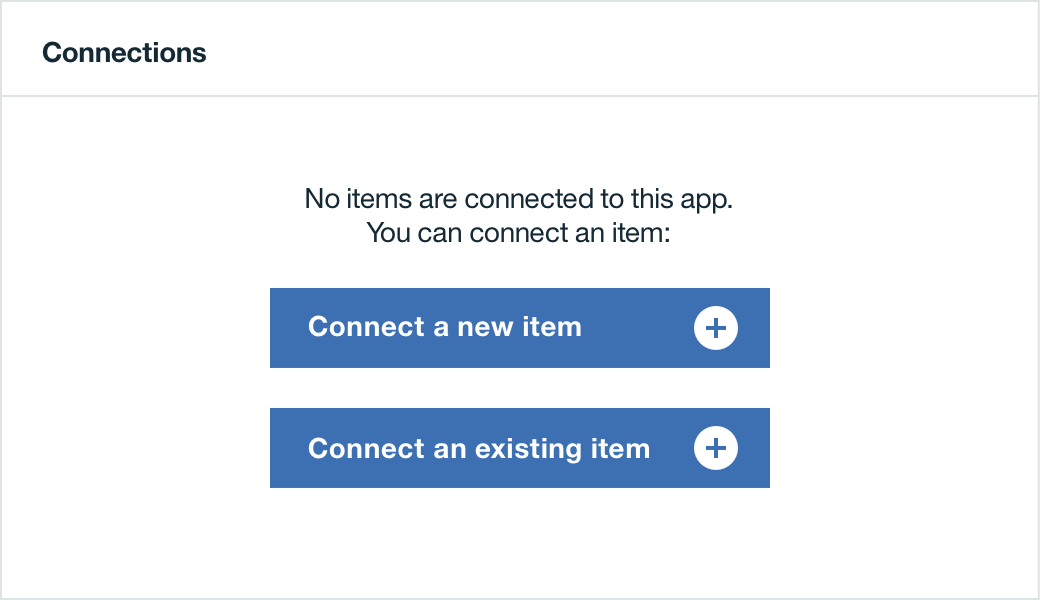 Connections
No items are connected to this app.
You can connect an item:
Connect a new item
Connect an existing item